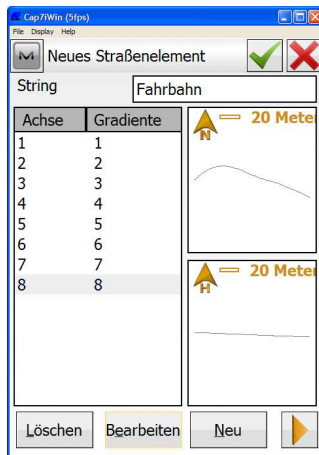 Cap7iWin (5fps)
File Display Help
M Neues Straßenelement
String Fahrbahn
Achse Gradiente
1 1
2 2
3 3
4 4
5 5
6 6
7 7
8 8
N 20 Meter
H 20 Meter
Löschen Bearbeiten Neu